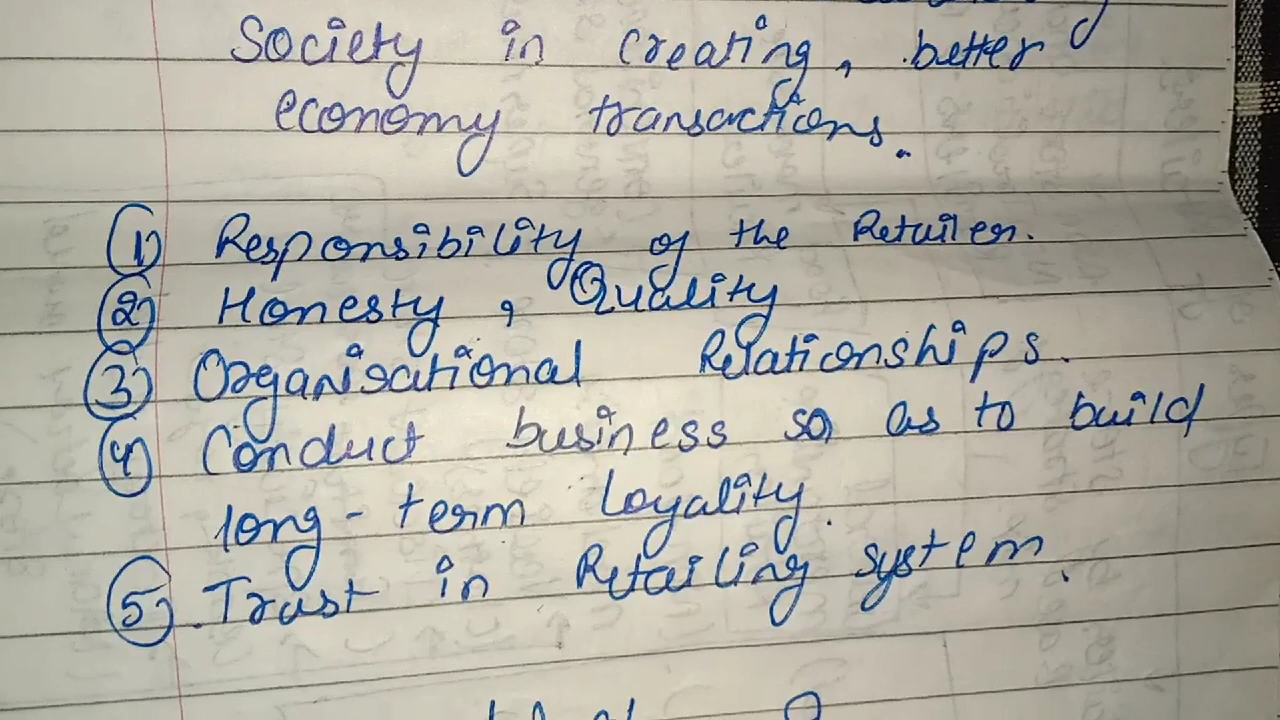 Society in creating, better
economy transactions.
1) Responsibility of the Retailer.
2) Honesty, Quality
3) Organisational Relationships.
4) Conduct business so as to build
long-term Loyality.
5). Trust in Retailing system.